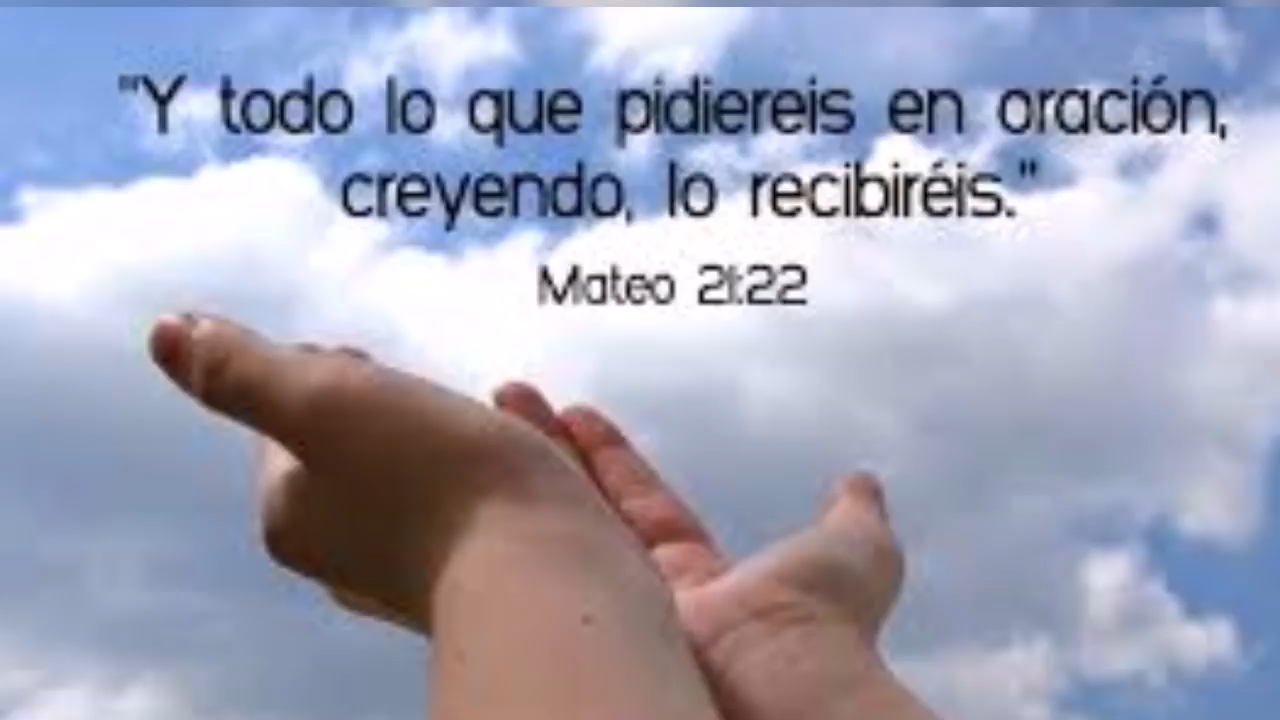 "Y todo lo que pidiereis en oración,
creyendo, lo recibiréis."
Mateo 21:22